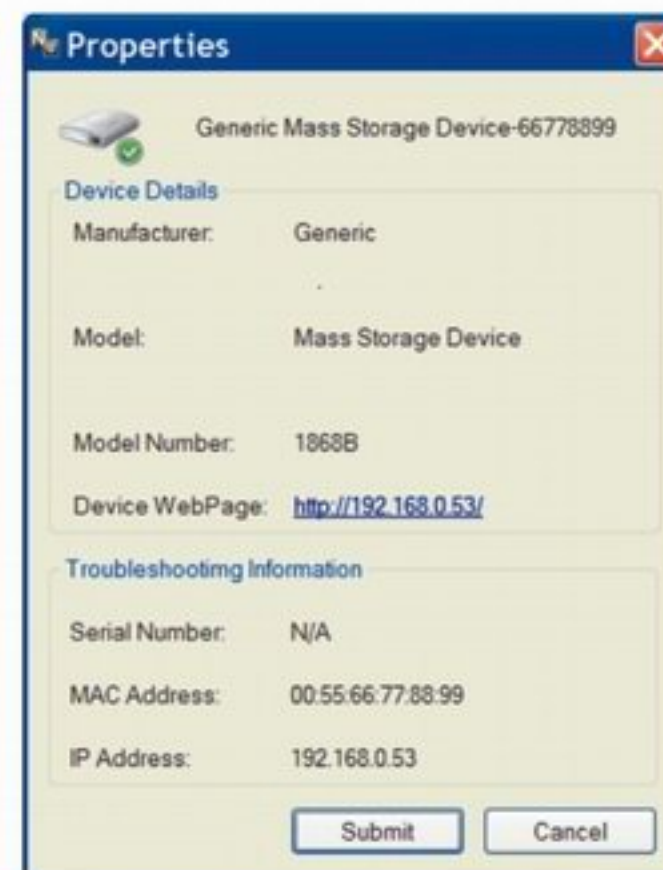 Properties
Generic Mass Storage Device-66778899
Device Details
Manufacturer: Generic
Model: Mass Storage Device
Model Number: 1868B
Device WebPage: http://192.168.0.53/
Troubleshootimg Information
Serial Number: N/A
MAC Address: 00:55:66:77:88:99
IP Address: 192.168.0.53
Submit Cancel